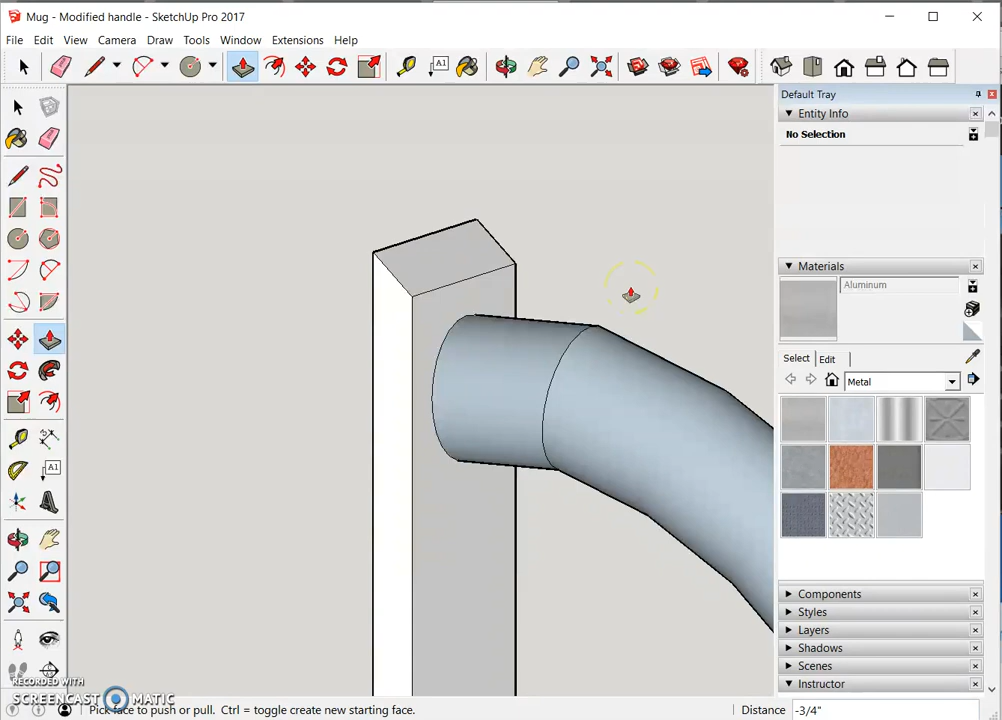 Mug - Modified handle - SketchUp Pro 2017
File Edit View Camera Draw Tools Window Extensions Help
A1
Default Tray
Entity Info
No Selection
Materials
Aluminum
Select Edit
Metal
A1
Components
Styles
Layers
Shadows
Scenes
Instructor
RECORDED WITH
SCREENCAST MATIC
Pick face to push or pull. Ctrl = toggle create new starting face.
Distance -3/4"